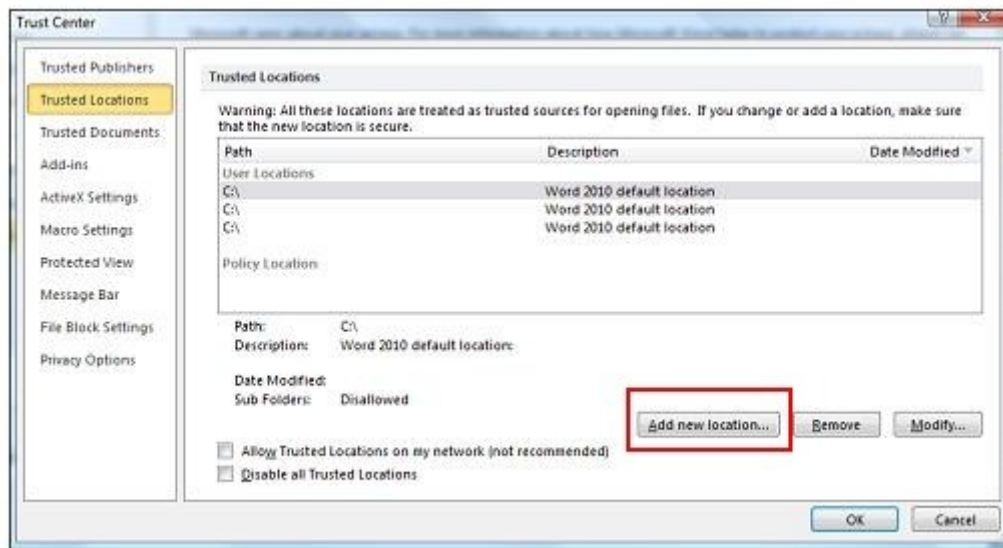 Trust Center
Trusted Publishers
Trusted Locations
Trusted Documents
Add-ins
ActiveX Settings
Macro Settings
Protected View
Message Bar
File Block Settings
Privacy Options
Trusted Locations
Warning: All these locations are treated as trusted sources for opening files. If you change or add a location, make sure
that the new location is secure.
Path Description Date Modified
User Locations
C:\ Word 2010 default location
C:\ Word 2010 default location
C:\ Word 2010 default location
Policy Location
Path: C:\
Description: Word 2010 default location:
Date Modified:
Sub Folders: Disallowed
Add new location... Remove Modify...
Allow Trusted Locations on my network (not recommended)
Disable all Trusted Locations
OK Cancel